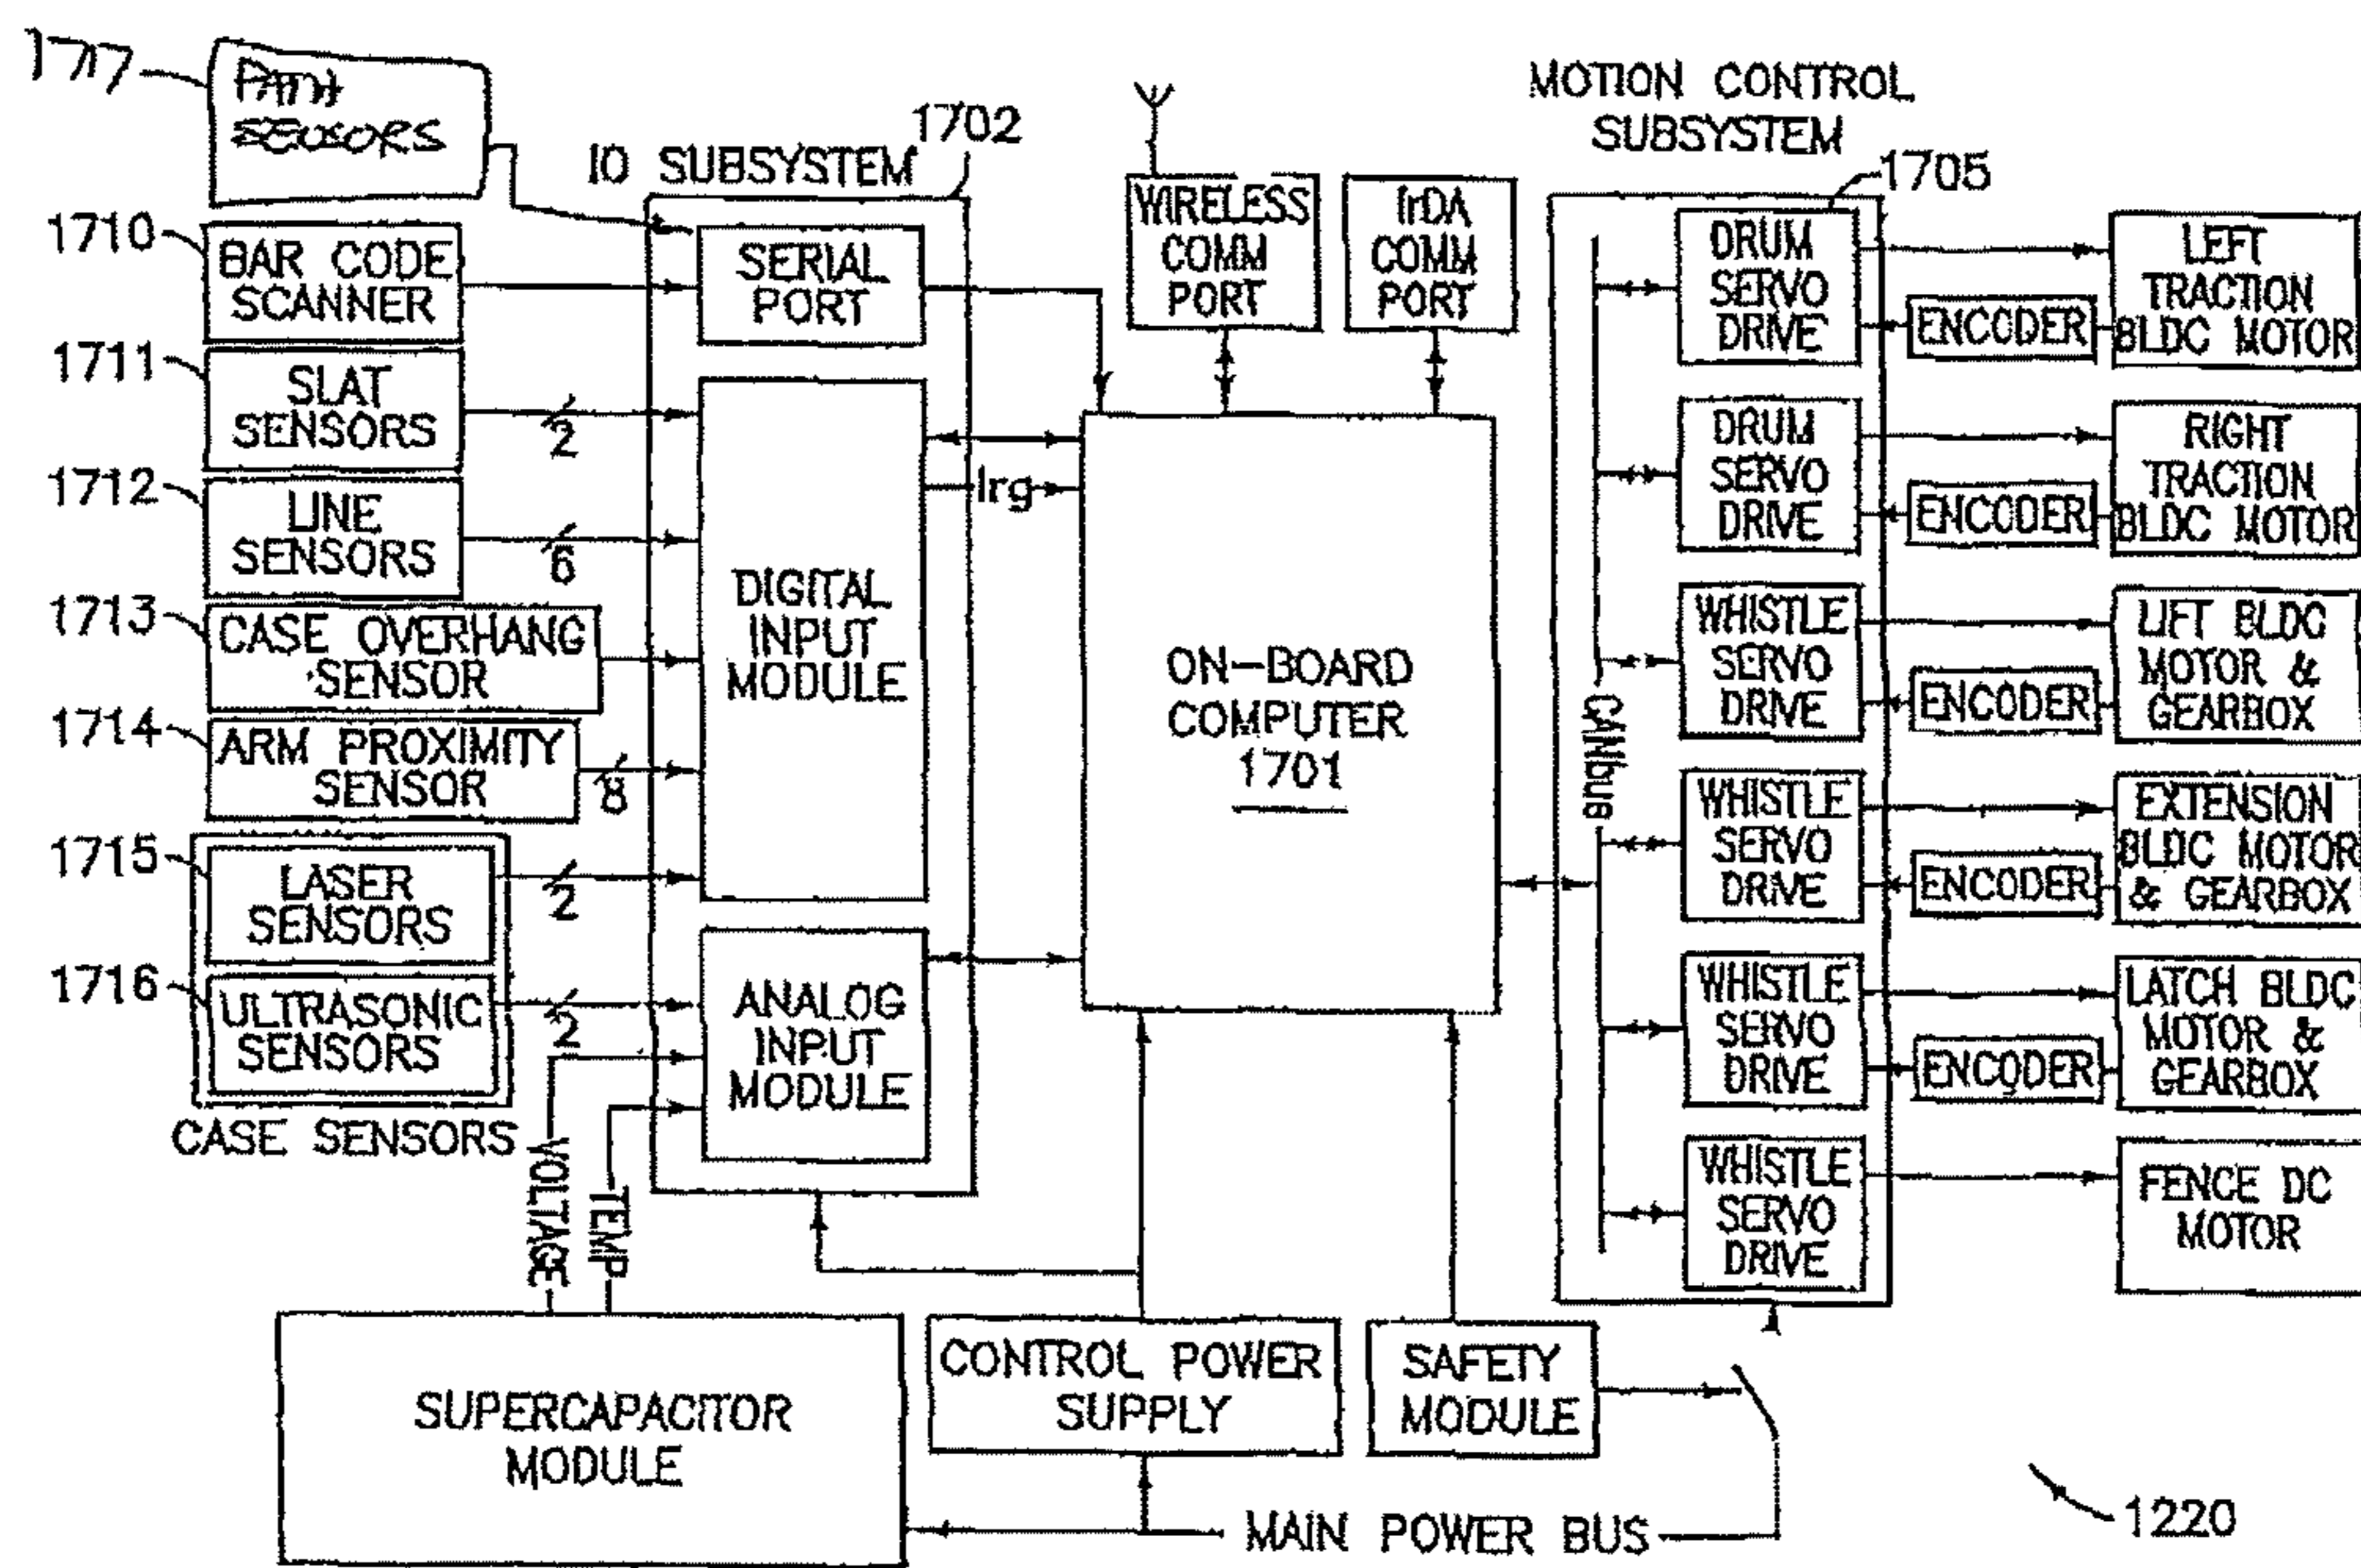 1717
PATH
SENSORS
1710
BAR CODE
SCANNER
1711
SLAT
SENSORS
2
1712
LINE
SENSORS
6
1713
CASE OVERHANG
SENSOR
1714
ARM PROXIMITY
SENSOR
8
1715
LASER
SENSORS
2
1716
ULTRASONIC
SENSORS
2
CASE SENSORS
VOLTAGE
TEMP
IO SUBSYSTEM
1702
SERIAL
PORT
DIGITAL
INPUT
MODULE
Irg
ANALOG
INPUT
MODULE
WIRELESS
COMM
PORT
IrDA
COMM
PORT
ON-BOARD
COMPUTER
1701
MOTION CONTROL
SUBSYSTEM
1705
CANbus
DRUM
SERVO
DRIVE
ENCODER
LEFT
TRACTION
BLDC MOTOR
DRUM
SERVO
DRIVE
ENCODER
RIGHT
TRACTION
BLDC MOTOR
WHISTLE
SERVO
DRIVE
ENCODER
LIFT BLDC
MOTOR &
GEARBOX
WHISTLE
SERVO
DRIVE
ENCODER
EXTENSION
BLDC MOTOR
& GEARBOX
WHISTLE
SERVO
DRIVE
ENCODER
LATCH BLDC
MOTOR &
GEARBOX
WHISTLE
SERVO
DRIVE
FENCE DC
MOTOR
SUPERCAPACITOR
MODULE
CONTROL POWER
SUPPLY
SAFETY
MODULE
MAIN POWER BUS
1220